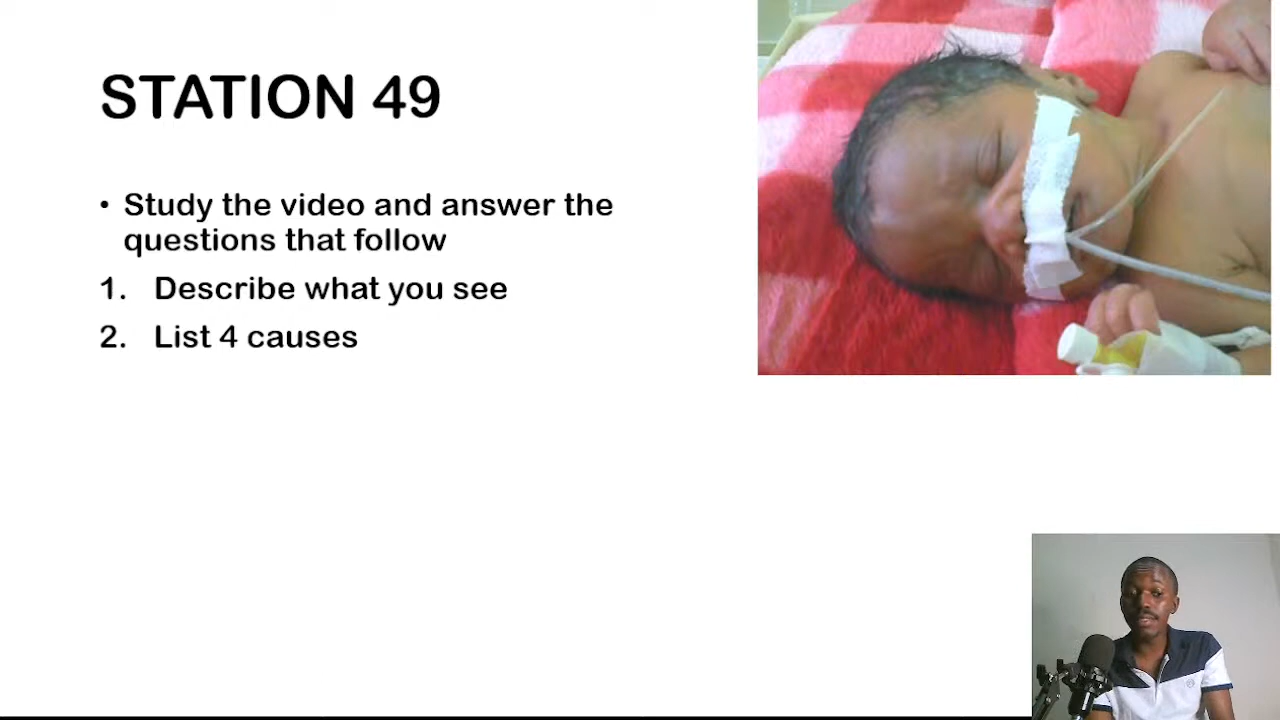 STATION 49
• Study the video and answer the
questions that follow
1. Describe what you see
2. List 4 causes